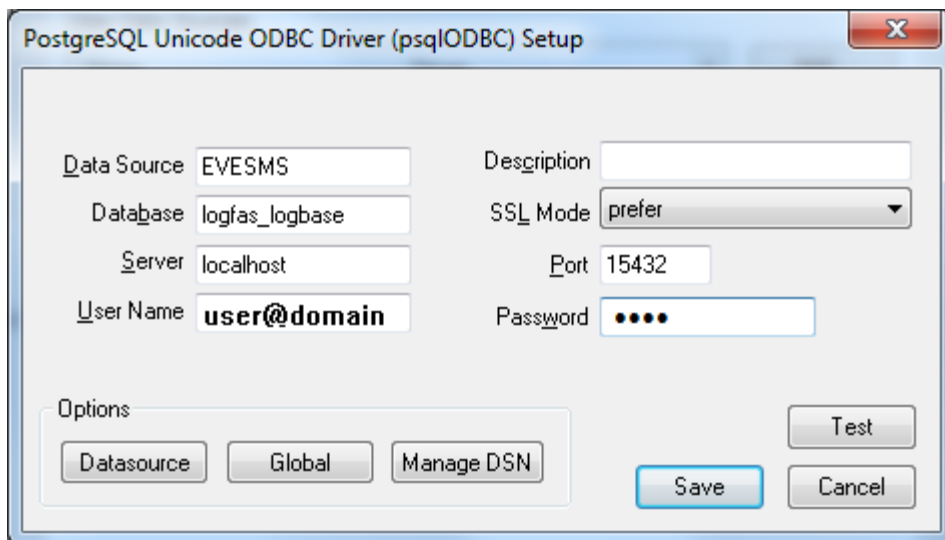 PostgreSQL Unicode ODBC Driver (psqlODBC) Setup
Data Source EVESMS
Description
Database logfas_logbase
SSL Mode prefer
Server localhost
Port 15432
User Name user@domain
Password ••••
Options
Datasource Global Manage DSN
Test
Save Cancel